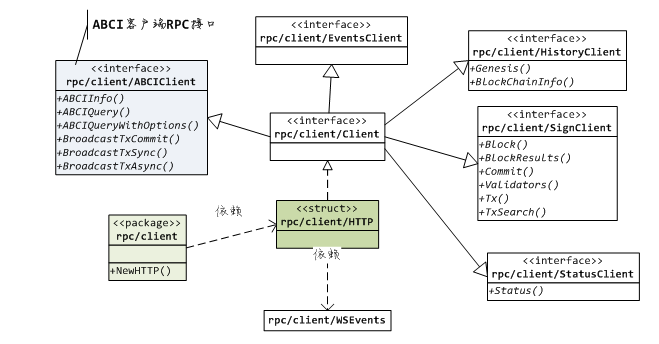 ABCI客户端RPC接口
<<interface>>
rpc/client/EventsClient
<<interface>>
rpc/client/HistoryClient
+Genesis()
+BLockChainInfo()
<<interface>>
rpc/client/ABCIClient
+ABCIInfo()
+ABCIQuery()
+ABCIQueryWithOptions()
+BroadcastTxCommit()
+BroadcastTxSync()
+BroadcastTxAsync()
<<interface>>
rpc/client/Client
<<interface>>
rpc/client/SignClient
+BLock()
+BLockResults()
+Commit()
+Validators()
+Tx()
+TxSearch()
<<package>>
rpc/client
+NewHTTP()
依赖
<<struct>>
rpc/client/HTTP
依赖
<<interface>>
rpc/client/StatusClient
+Status()
rpc/client/WSEvents